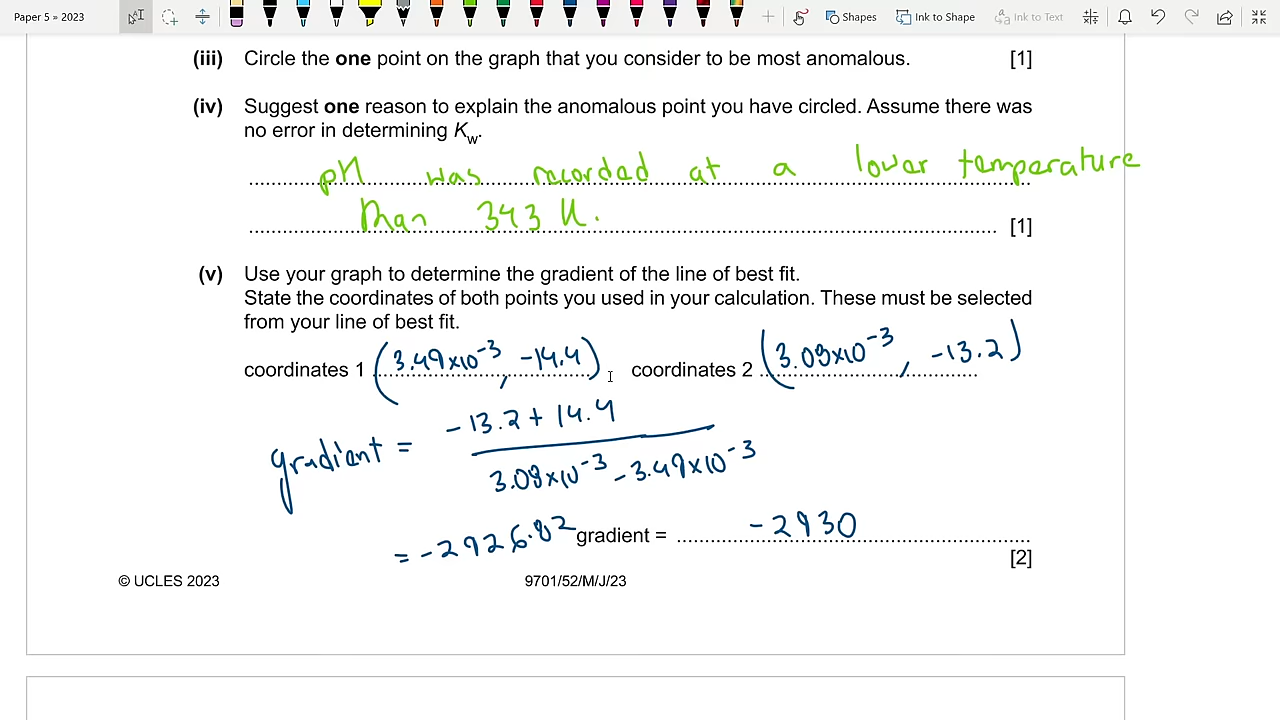 Paper 5 » 2023
Shapes
Ink to Shape
Ink to Text
(iii) Circle the one point on the graph that you consider to be most anomalous. [1]
(iv) Suggest one reason to explain the anomalous point you have circled. Assume there was
no error in determining Kw.
pH was recorded at a lower temperature
than 343 K. [1]
(v) Use your graph to determine the gradient of the line of best fit.
State the coordinates of both points you used in your calculation. These must be selected
from your line of best fit.
coordinates 1 (3.49×10⁻³, -14.4) coordinates 2 (3.08×10⁻³, -13.2)
gradient = -13.2 + 14.4
3.08×10⁻³ - 3.49×10⁻³
= -2926.82 gradient = -2930
[2]
© UCLES 2023 9701/52/M/J/23